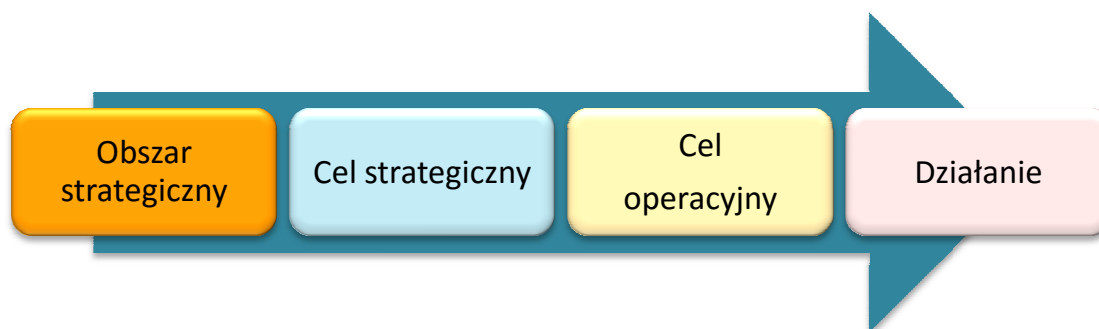 Obszar
strategiczny
Cel strategiczny
Cel
operacyjny
Działanie